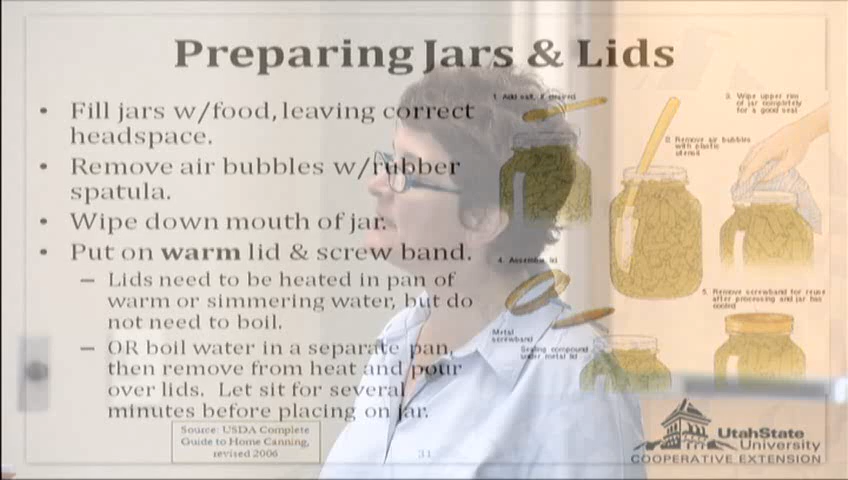 Preparing Jars & Lids
• Fill jars w/food, leaving correct
headspace.
• Remove air bubbles w/rubber
spatula.
• Wipe down mouth of jar.
• Put on warm lid & screw band.
– Lids need to be heated in pan of
warm or simmering water, but do
not need to boil.
– OR boil water in a separate pan,
then remove from heat and pour
over lids. Let sit for several
minutes before placing on jar.
Source: USDA Complete
Guide to Home Canning,
revised 2006
31
1. Add salt, if desired
2. Remove air bubbles
with plastic
utensil
3. Wipe upper rim
of jar completely
for a good seal
4. Assemble lid
Metal
screwband
Sealing compound
under metal lid
5. Remove screwband for reuse
after processing and jar has
cooled
UtahState
University
COOPERATIVE EXTENSION